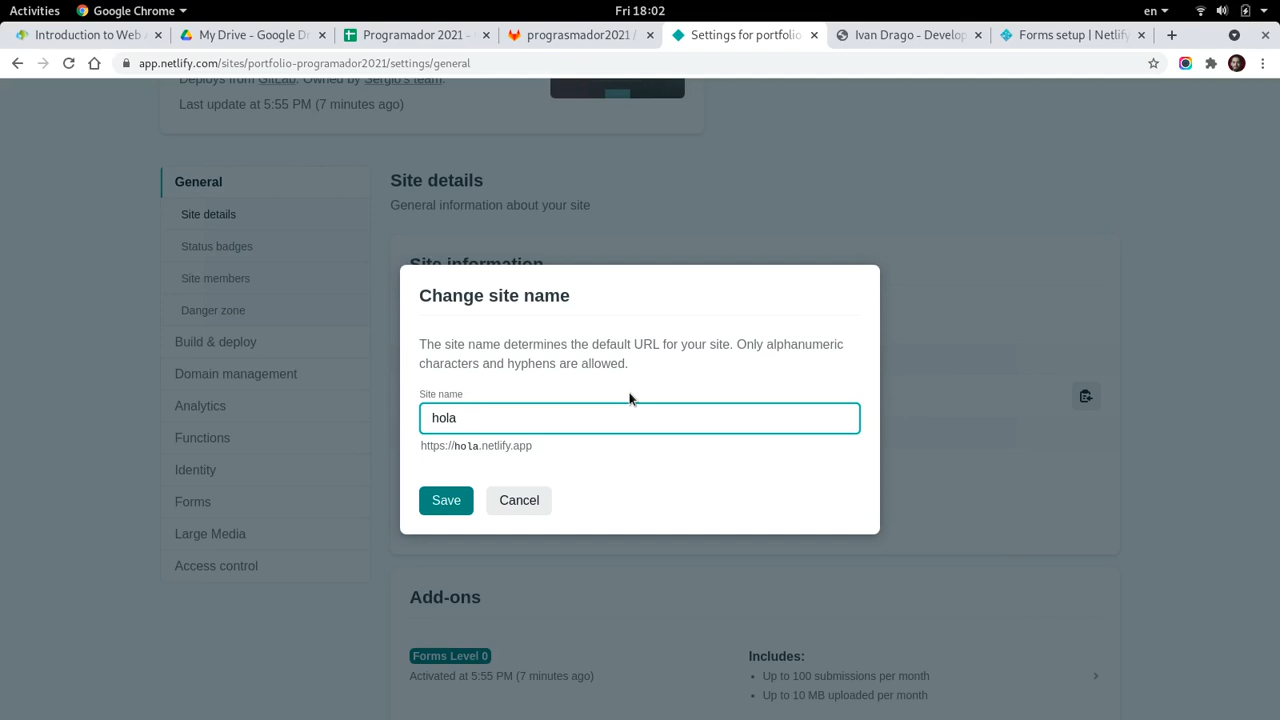 Activities Google Chrome Fri 18:02 en
Introduction to Web A My Drive - Google Dr Programador 2021 - prograsmador2021 / Settings for portfolio Ivan Drago - Develop Forms setup | Netlify
app.netlify.com/sites/portfolio-programador2021/settings/general
Deploys from GitLab. Owned by Sergio's team.
Last update at 5:55 PM (7 minutes ago)
General
Site details
Status badges
Site members
Danger zone
Build & deploy
Domain management
Analytics
Functions
Identity
Forms
Large Media
Access control
Site details
General information about your site
Site information
Change site name
The site name determines the default URL for your site. Only alphanumeric
characters and hyphens are allowed.
Site name
hola
https://hola.netlify.app
Save Cancel
Add-ons
Forms Level 0
Activated at 5:55 PM (7 minutes ago)
Includes:
• Up to 100 submissions per month
• Up to 10 MB uploaded per month